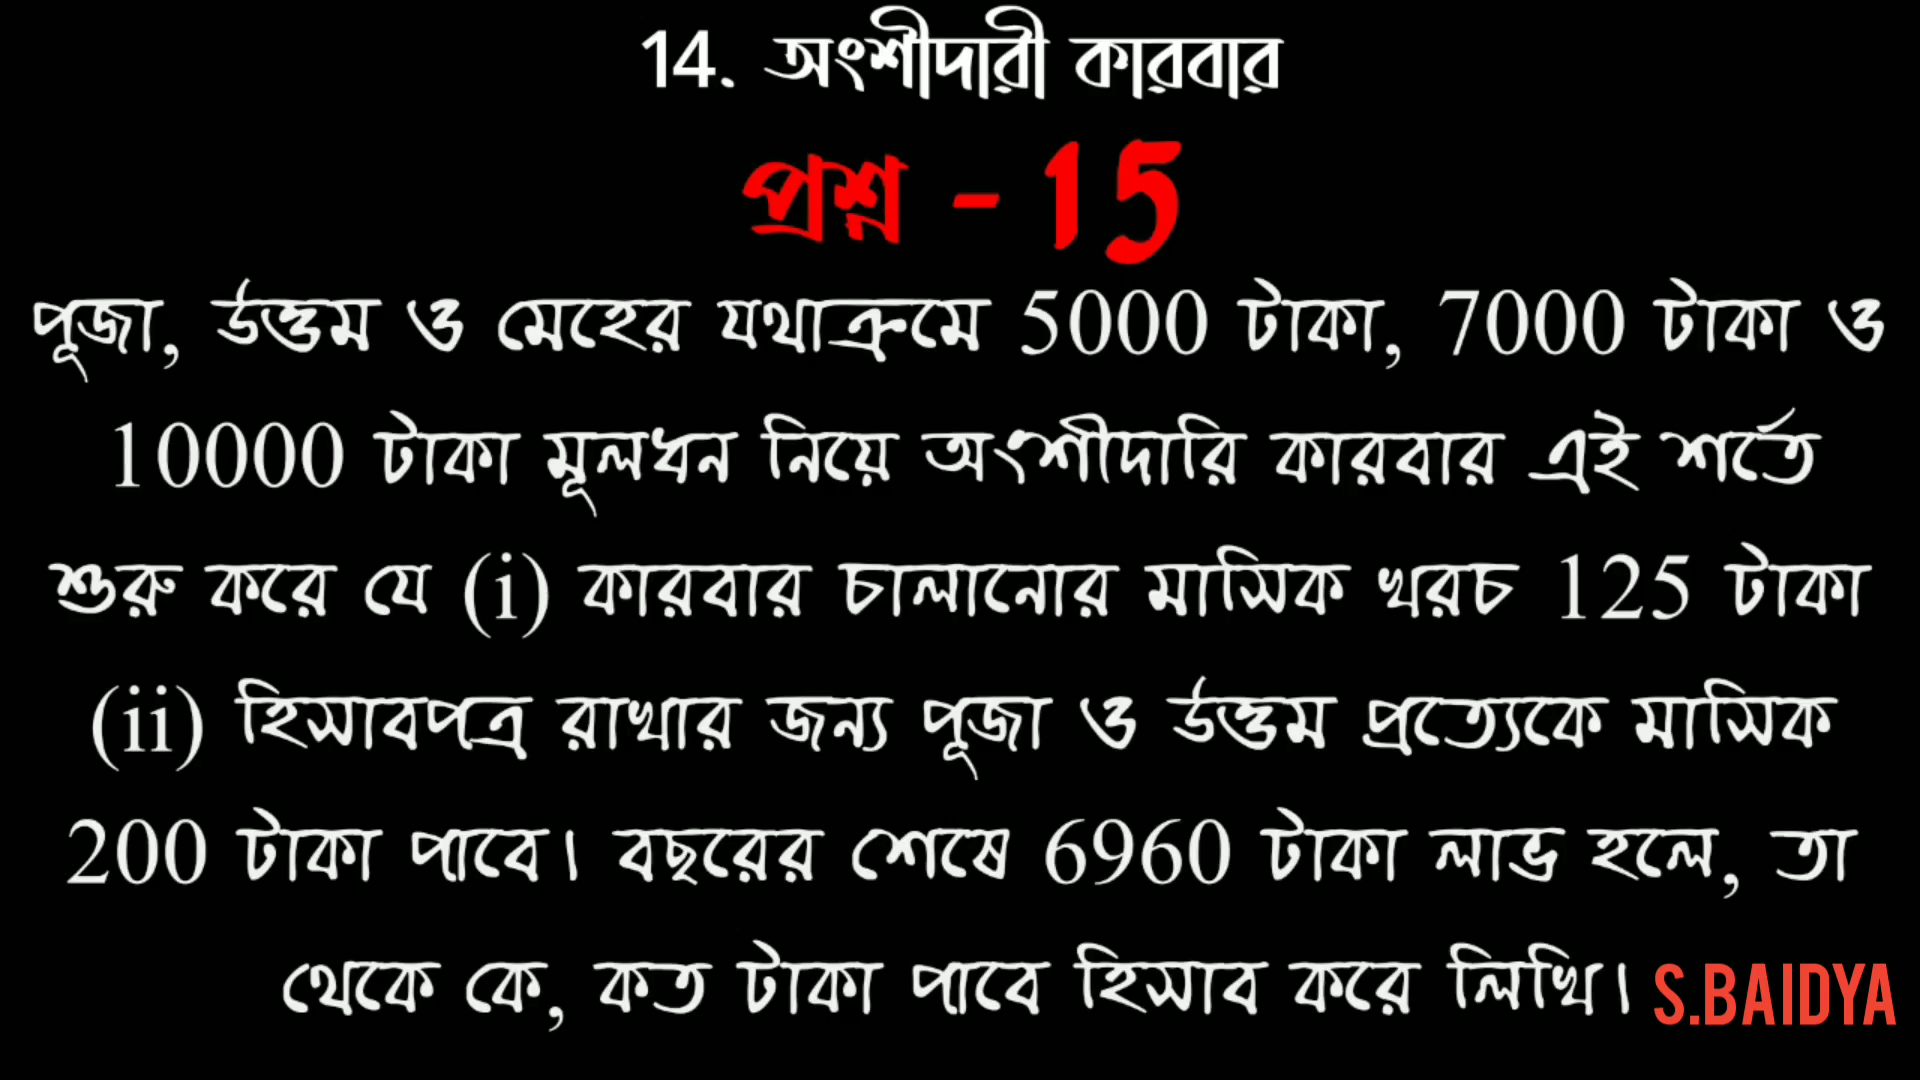 14. অংশীদারী কারবার
প্রশ্ন - 15
পূজা, উত্তম ও মেহের যথাক্রমে 5000 টাকা, 7000 টাকা ও
10000 টাকা মূলধন নিয়ে অংশীদারি কারবার এই শর্তে
শুরু করে যে (i) কারবার চালানোর মাসিক খরচ 125 টাকা
(ii) হিসাবপত্র রাখার জন্য পূজা ও উত্তম প্রত্যেকে মাসিক
200 টাকা পাবে। বছরের শেষে 6960 টাকা লাভ হলে, তা
থেকে কে, কত টাকা পাবে হিসাব করে লিখি।
S.BAIDYA